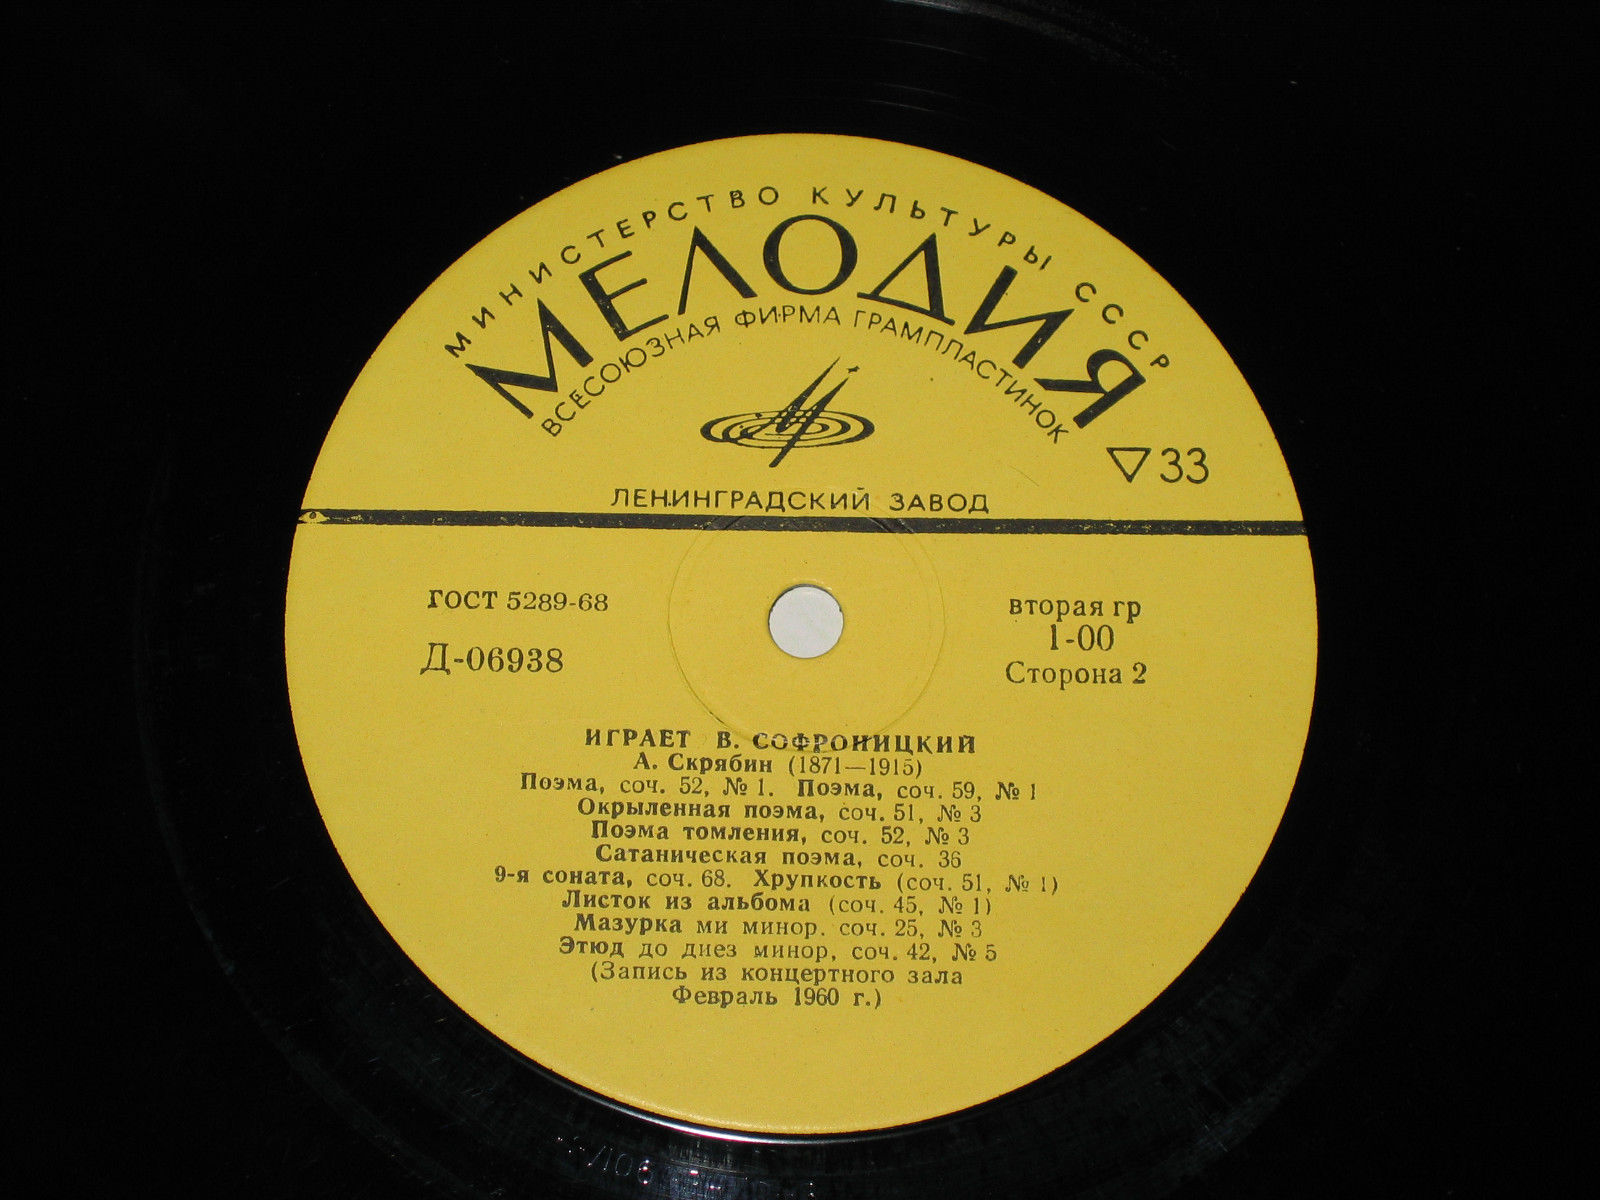 МИНИСТЕРСТВО КУЛЬТУРЫ СССР
МЕЛОДИЯ
ВСЕСОЮЗНАЯ ФИРМА ГРАМПЛАСТИНОК
▽33
ЛЕНИНГРАДСКИЙ ЗАВОД
ГОСТ 5289-68
Д-06938
вторая гр
1-00
Сторона 2
ИГРАЕТ В. СОФРОНИЦКИЙ
А. Скрябин (1871—1915)
Поэма, соч. 52, № 1. Поэма, соч. 59, № 1
Окрыленная поэма, соч. 51, № 3
Поэма томления, соч. 52, № 3
Сатаническая поэма, соч. 36
9-я соната, соч. 68. Хрупкость (соч. 51, № 1)
Листок из альбома (соч. 45, № 1)
Мазурка ми минор. соч. 25, № 3
Этюд до диез минор, соч. 42, № 5
(Запись из концертного зала
Февраль 1960 г.)